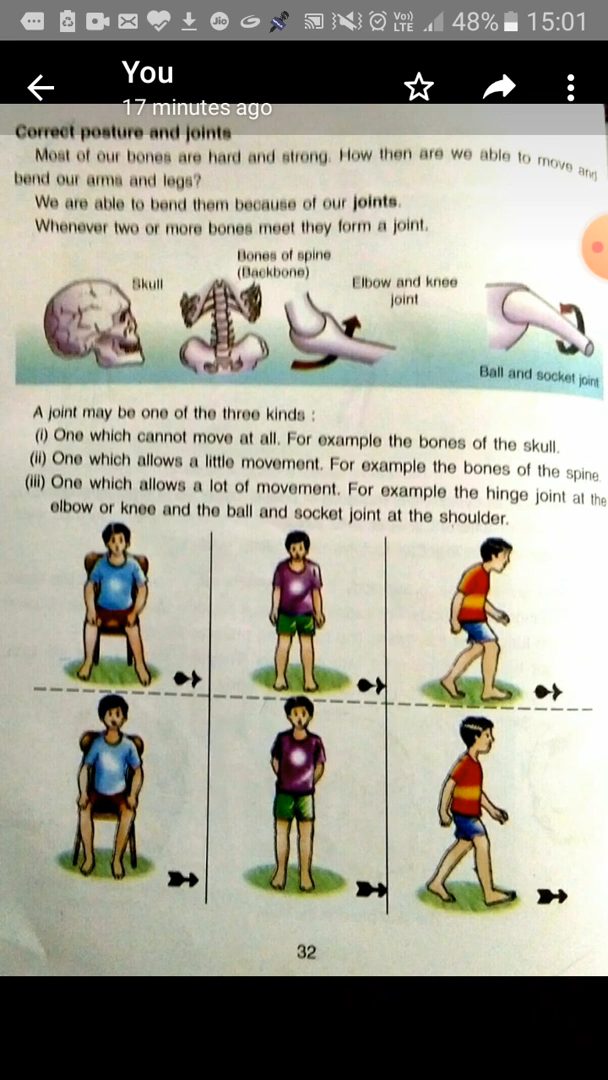 48% 15:01
You
17 minutes ago
Correct posture and joints
Most of our bones are hard and strong. How then are we able to move and
bend our arms and legs?
We are able to bend them because of our joints.
Whenever two or more bones meet they form a joint.
Skull
Bones of spine
(Backbone)
Elbow and knee
joint
Ball and socket joint
A joint may be one of the three kinds :
(i) One which cannot move at all. For example the bones of the skull.
(ii) One which allows a little movement. For example the bones of the spine.
(iii) One which allows a lot of movement. For example the hinge joint at the
elbow or knee and the ball and socket joint at the shoulder.
32